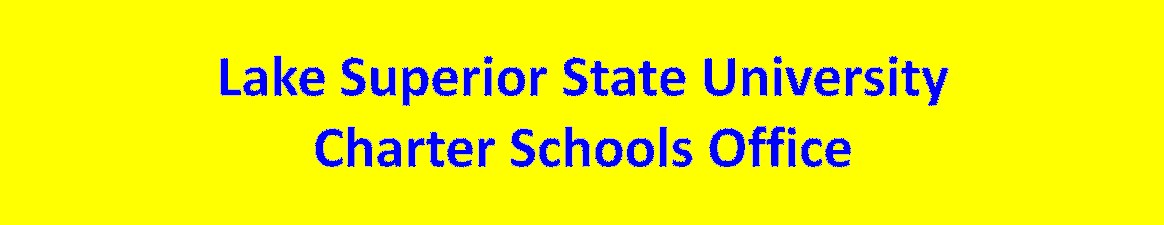 Lake Superior State University
Charter Schools Office